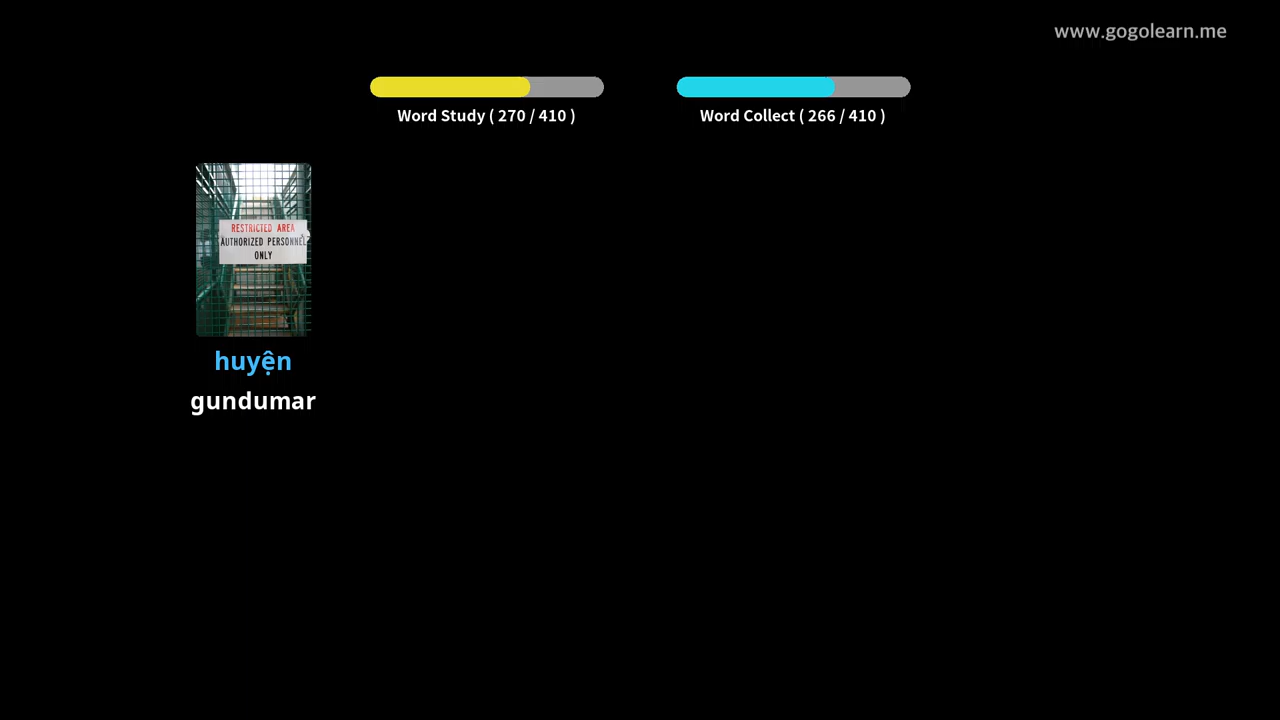 www.gogolearn.me
Word Study ( 270 / 410 )
Word Collect ( 266 / 410 )
RESTRICTED AREA
AUTHORIZED PERSONNEL
ONLY
huyện
gundumar